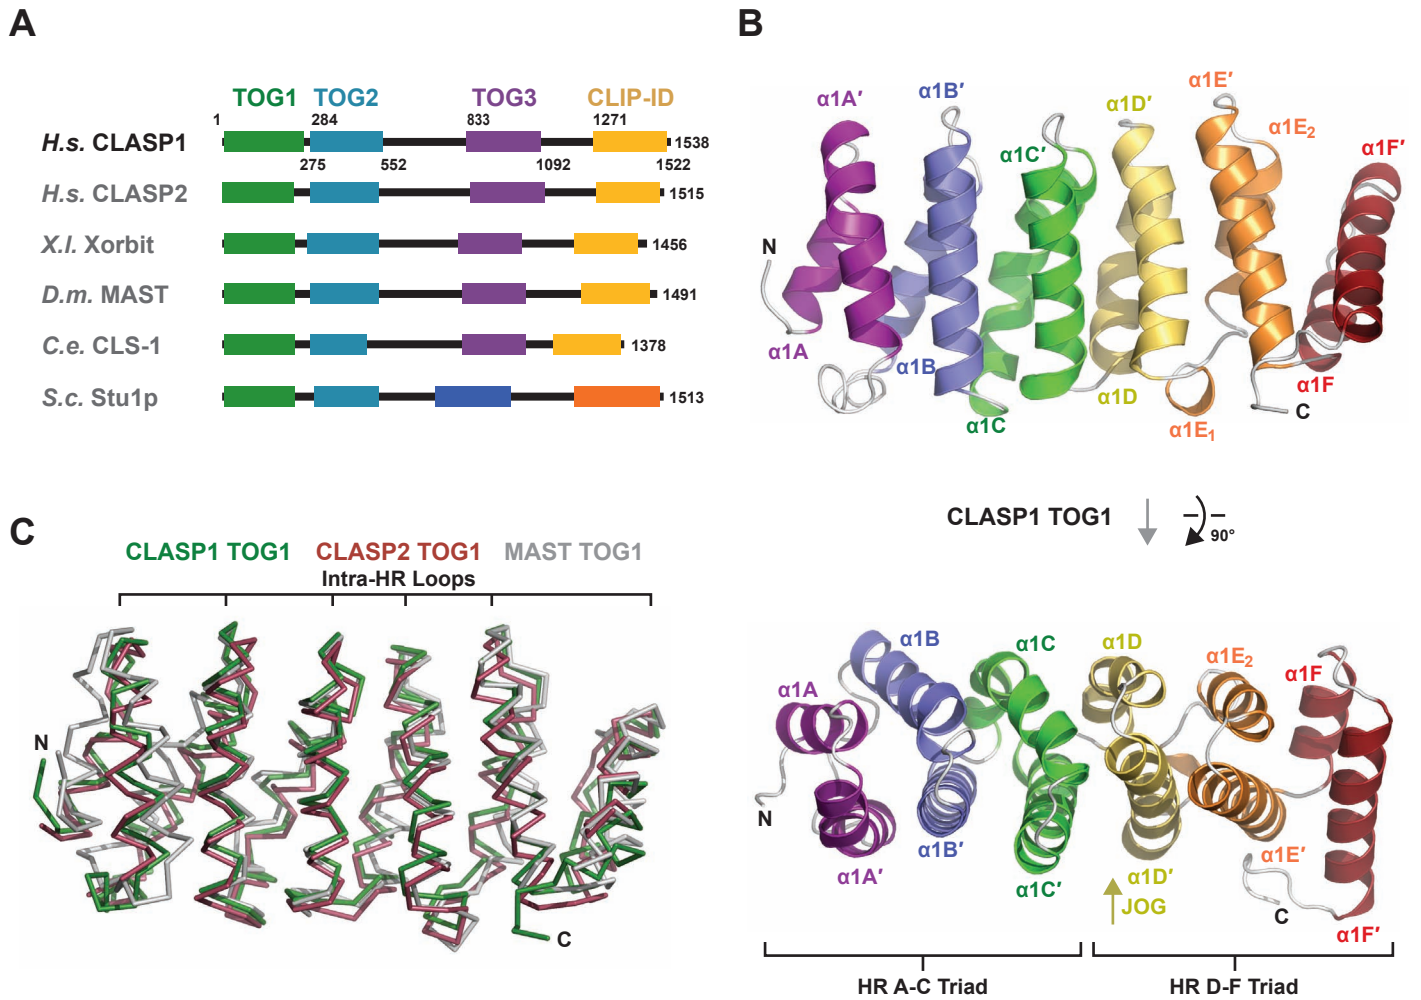 A
TOG1 TOG2 TOG3 CLIP-ID
1 284 833 1271
H.s. CLASP1 1538
275 552 1092 1522
H.s. CLASP2 1515
X.l. Xorbit 1456
D.m. MAST 1491
C.e. CLS-1 1378
S.c. Stu1p 1513
B
α1A′ α1B′ α1C′ α1D′ α1E′ α1E2 α1F′
N
α1A α1B α1C α1D α1E1 α1F
C
CLASP1 TOG1 90°
α1A α1B α1C α1D α1E2 α1F
N
α1A′ α1B′ α1C′ α1D′ α1E′ α1F′
JOG
C
HR A-C Triad HR D-F Triad
C
CLASP1 TOG1 CLASP2 TOG1 MAST TOG1
Intra-HR Loops
N
C